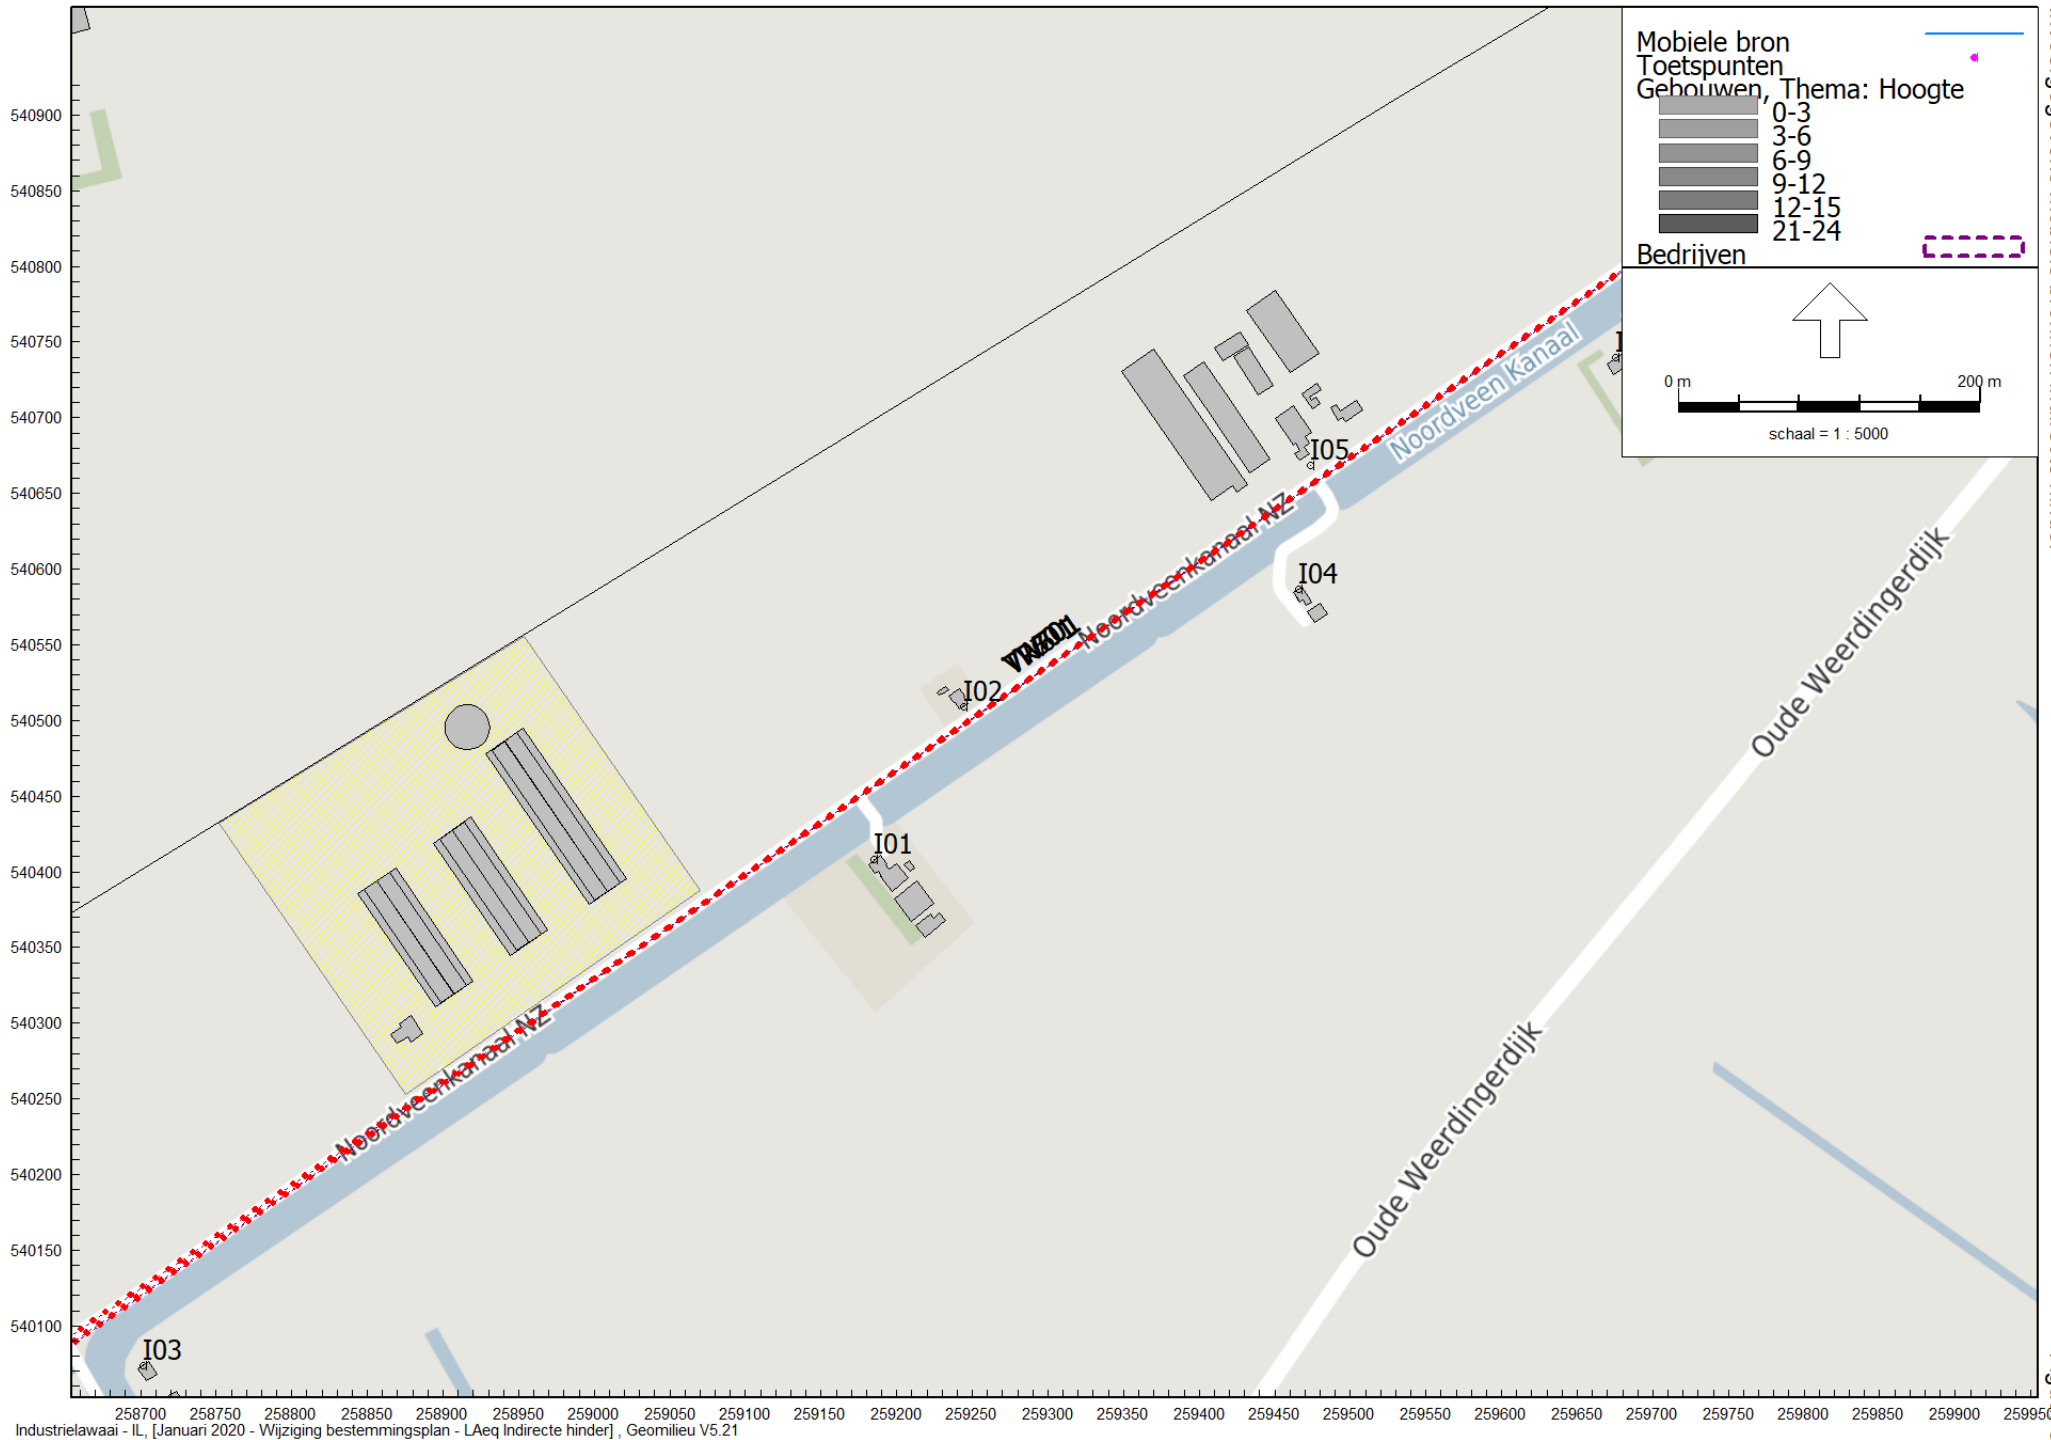 Mobiele bron
Toetspunten
Gebouwen, Thema: Hoogte
0-3
3-6
6-9
9-12
12-15
21-24
Bedrijven
0 m
200 m
schaal = 1 : 5000
540900
540850
540800
540750
540700
540650
540600
540550
540500
540450
540400
540350
540300
540250
540200
540150
540100
Noordveen Kanaal
I05
Noordveenkanaal NZ
I04
I02
I01
Oude Weerdingerdijk
Noordveenkanaal NZ
Oude Weerdingerdijk
I03
258700 258750 258800 258850 258900 258950 259000 259050 259100 259150 259200 259250 259300 259350 259400 259450 259500 259550 259600 259650 259700 259750 259800 259850 259900 259950
Industrielawaai - IL, [Januari 2020 - Wijziging bestemmingsplan - LAeq Indirecte hinder] , Geomilieu V5.21